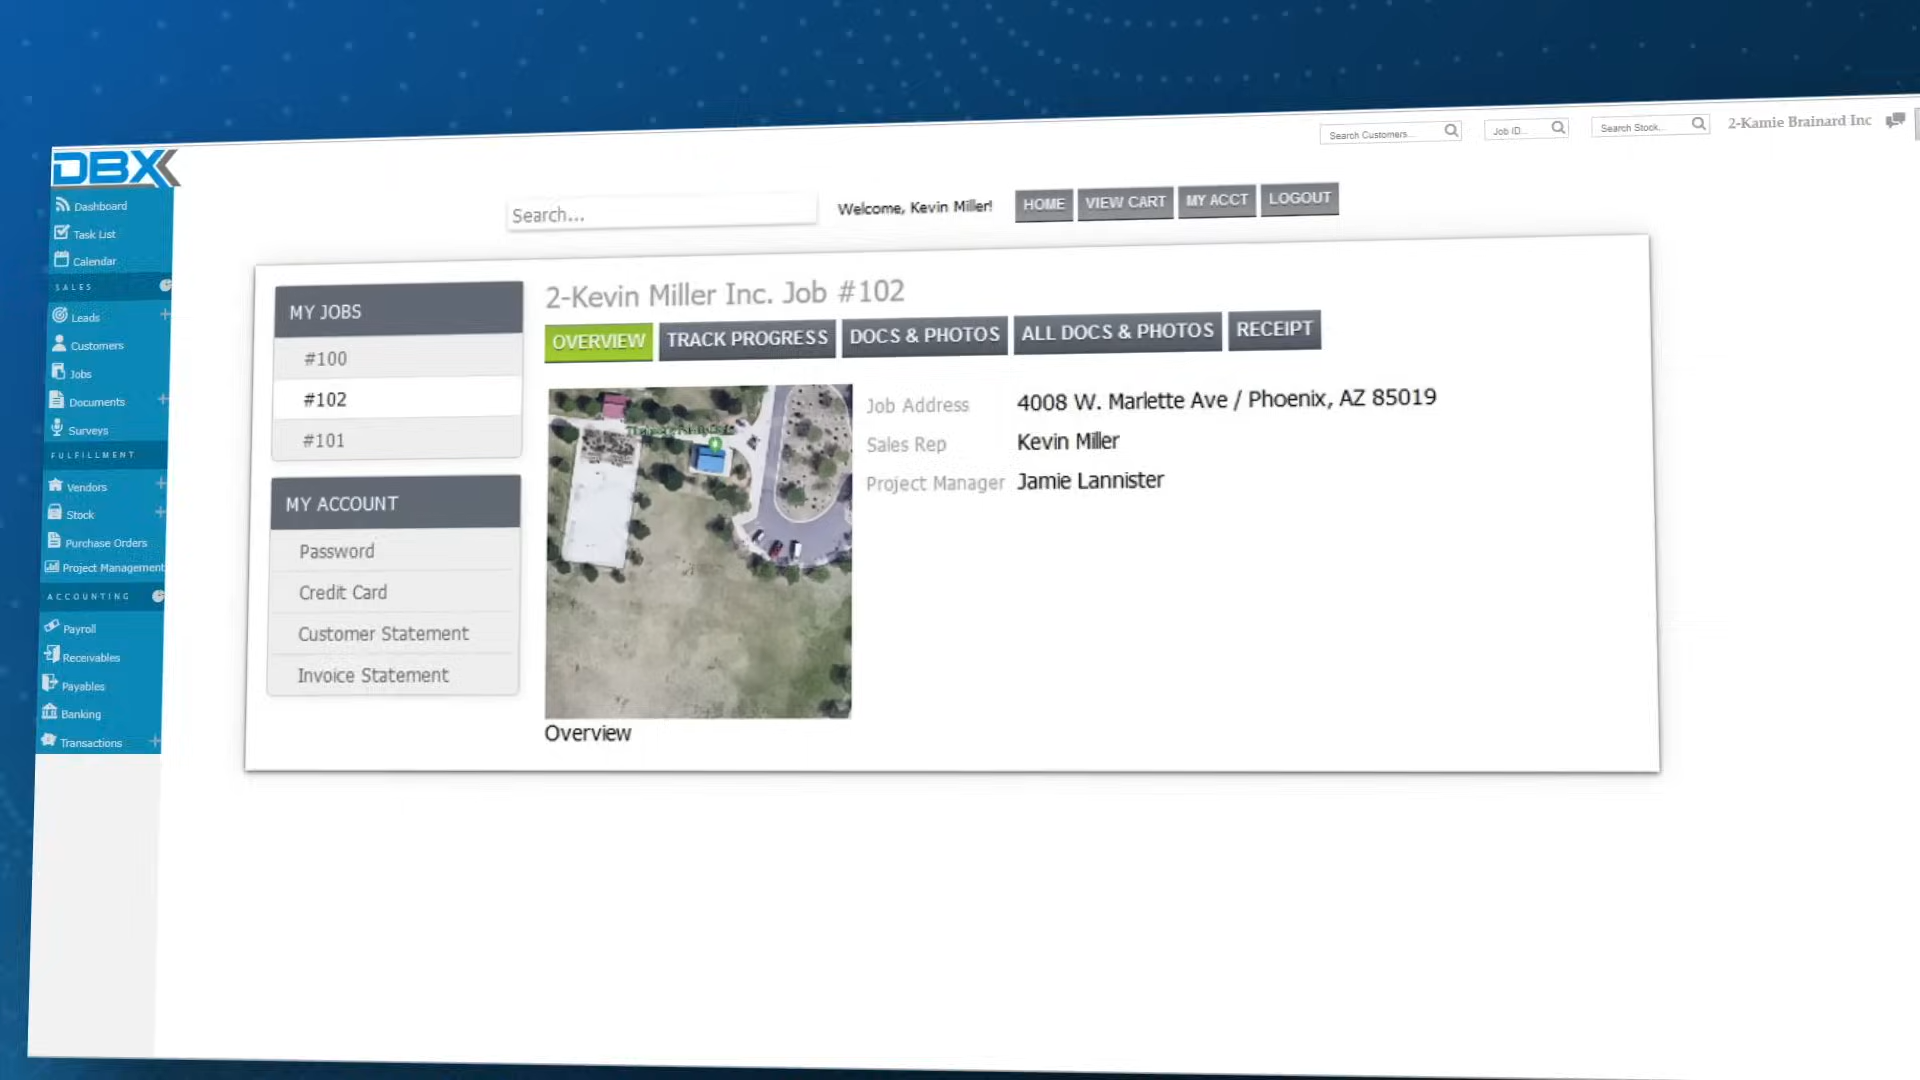 DBX
Search Customers...
Job ID...
Search Stock...
2-Kamie Brainard Inc
Dashboard
Task List
Calendar
SALES
Leads
Customers
Jobs
Documents
Surveys
FULFILLMENT
Vendors
Stock
Purchase Orders
Project Management
ACCOUNTING
Payroll
Receivables
Payables
Banking
Transactions
Search...
Welcome, Kevin Miller!
HOME
VIEW CART
MY ACCT
LOGOUT
MY JOBS
#100
#102
#101
MY ACCOUNT
Password
Credit Card
Customer Statement
Invoice Statement
2-Kevin Miller Inc. Job #102
OVERVIEW
TRACK PROGRESS
DOCS & PHOTOS
ALL DOCS & PHOTOS
RECEIPT
Job Address 4008 W. Marlette Ave / Phoenix, AZ 85019
Sales Rep Kevin Miller
Project Manager Jamie Lannister
Overview